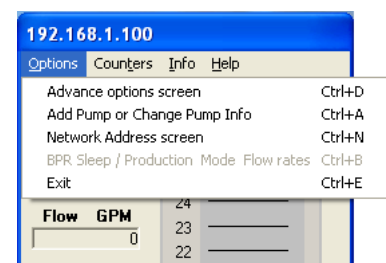 192.168.1.100
Options Counters Info Help
Advance options screen Ctrl+D
Add Pump or Change Pump Info Ctrl+A
Network Address screen Ctrl+N
BPR Sleep / Production Mode Flow rates Ctrl+B
Exit Ctrl+E
24
Flow GPM
23
0
22